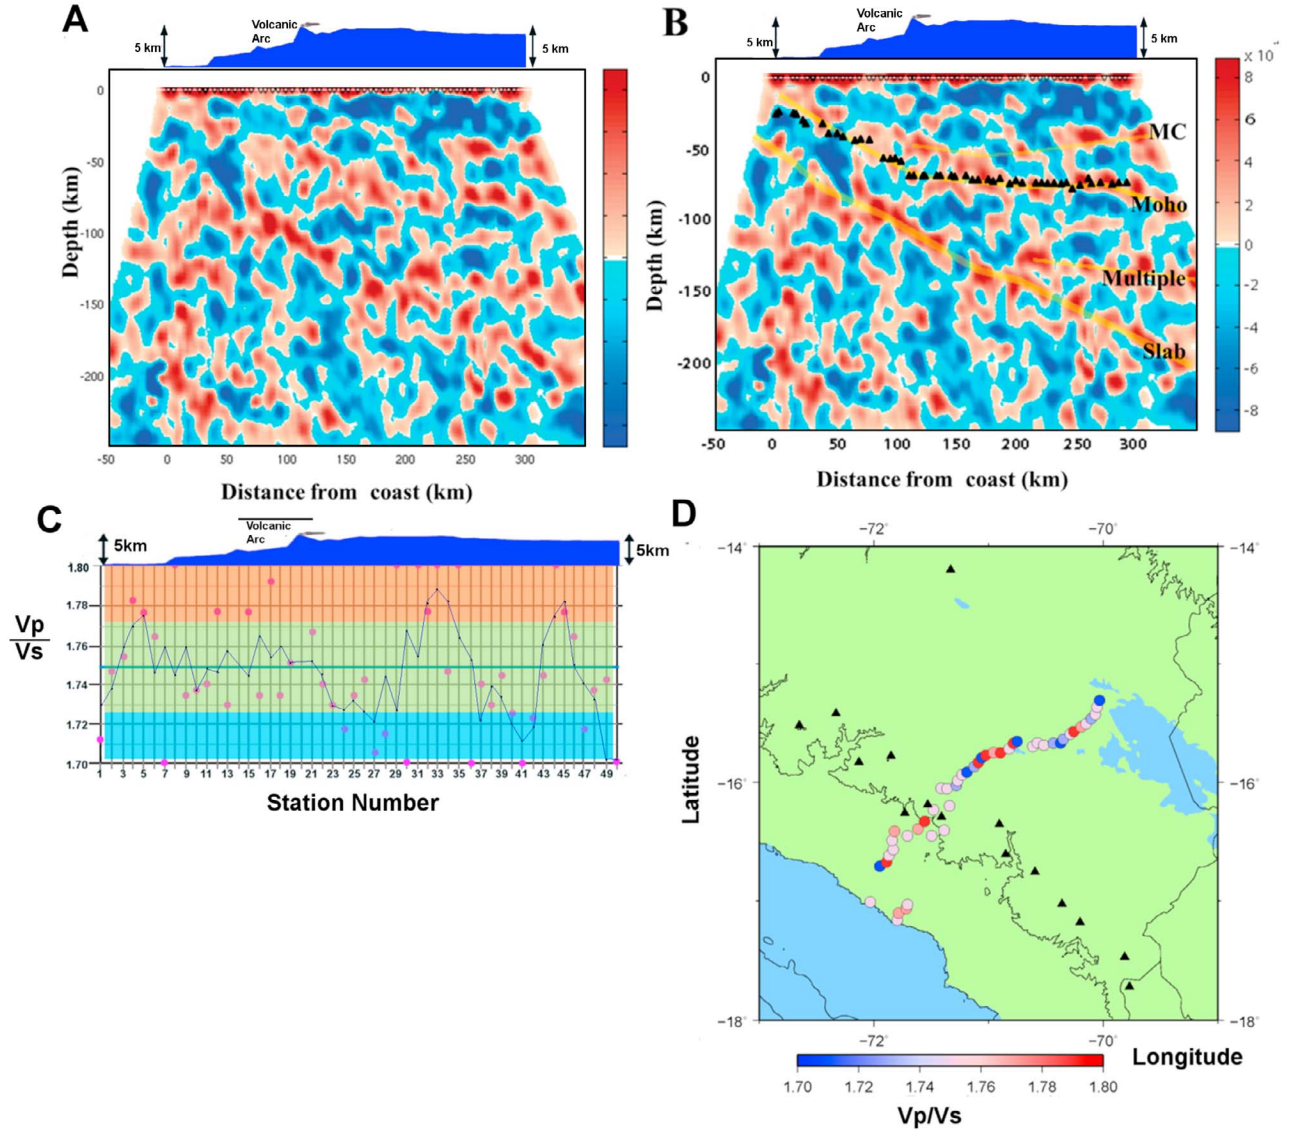 A
Volcanic
Arc
5 km
5 km
Depth (km)
0
-50
-100
-150
-200
-50
0
50
100
150
200
250
300
Distance from coast (km)
B
Volcanic
Arc
5 km
5 km
Depth (km)
0
-50
-100
-150
-200
MC
Moho
Multiple
Slab
-50
0
50
100
150
200
250
300
Distance from coast (km)
8
6
4
2
0
-2
-4
-6
-8
C
Volcanic
Arc
5km
5km
Vp
Vs
1.80
1.78
1.76
1.74
1.72
1.70
1 3 5 7 9 11 13 15 17 19 21 23 25 27 29 31 33 35 37 39 41 43 45 47 49
Station Number
D
−72°
−70°
−14°
−14°
−16°
−16°
−18°
−18°
−72°
−70°
Latitude
Longitude
1.70 1.72 1.74 1.76 1.78 1.80
Vp/Vs